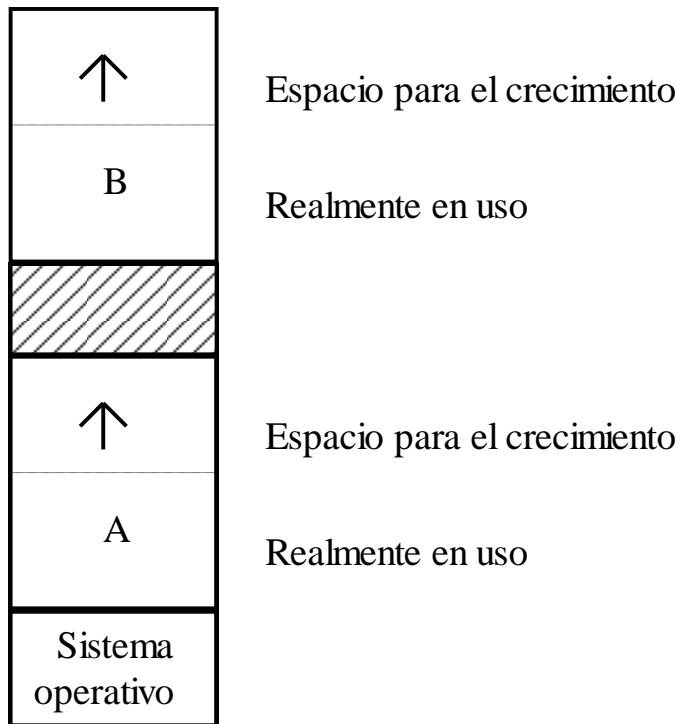 Espacio para el crecimiento
B
Realmente en uso
Espacio para el crecimiento
A
Realmente en uso
Sistema
operativo